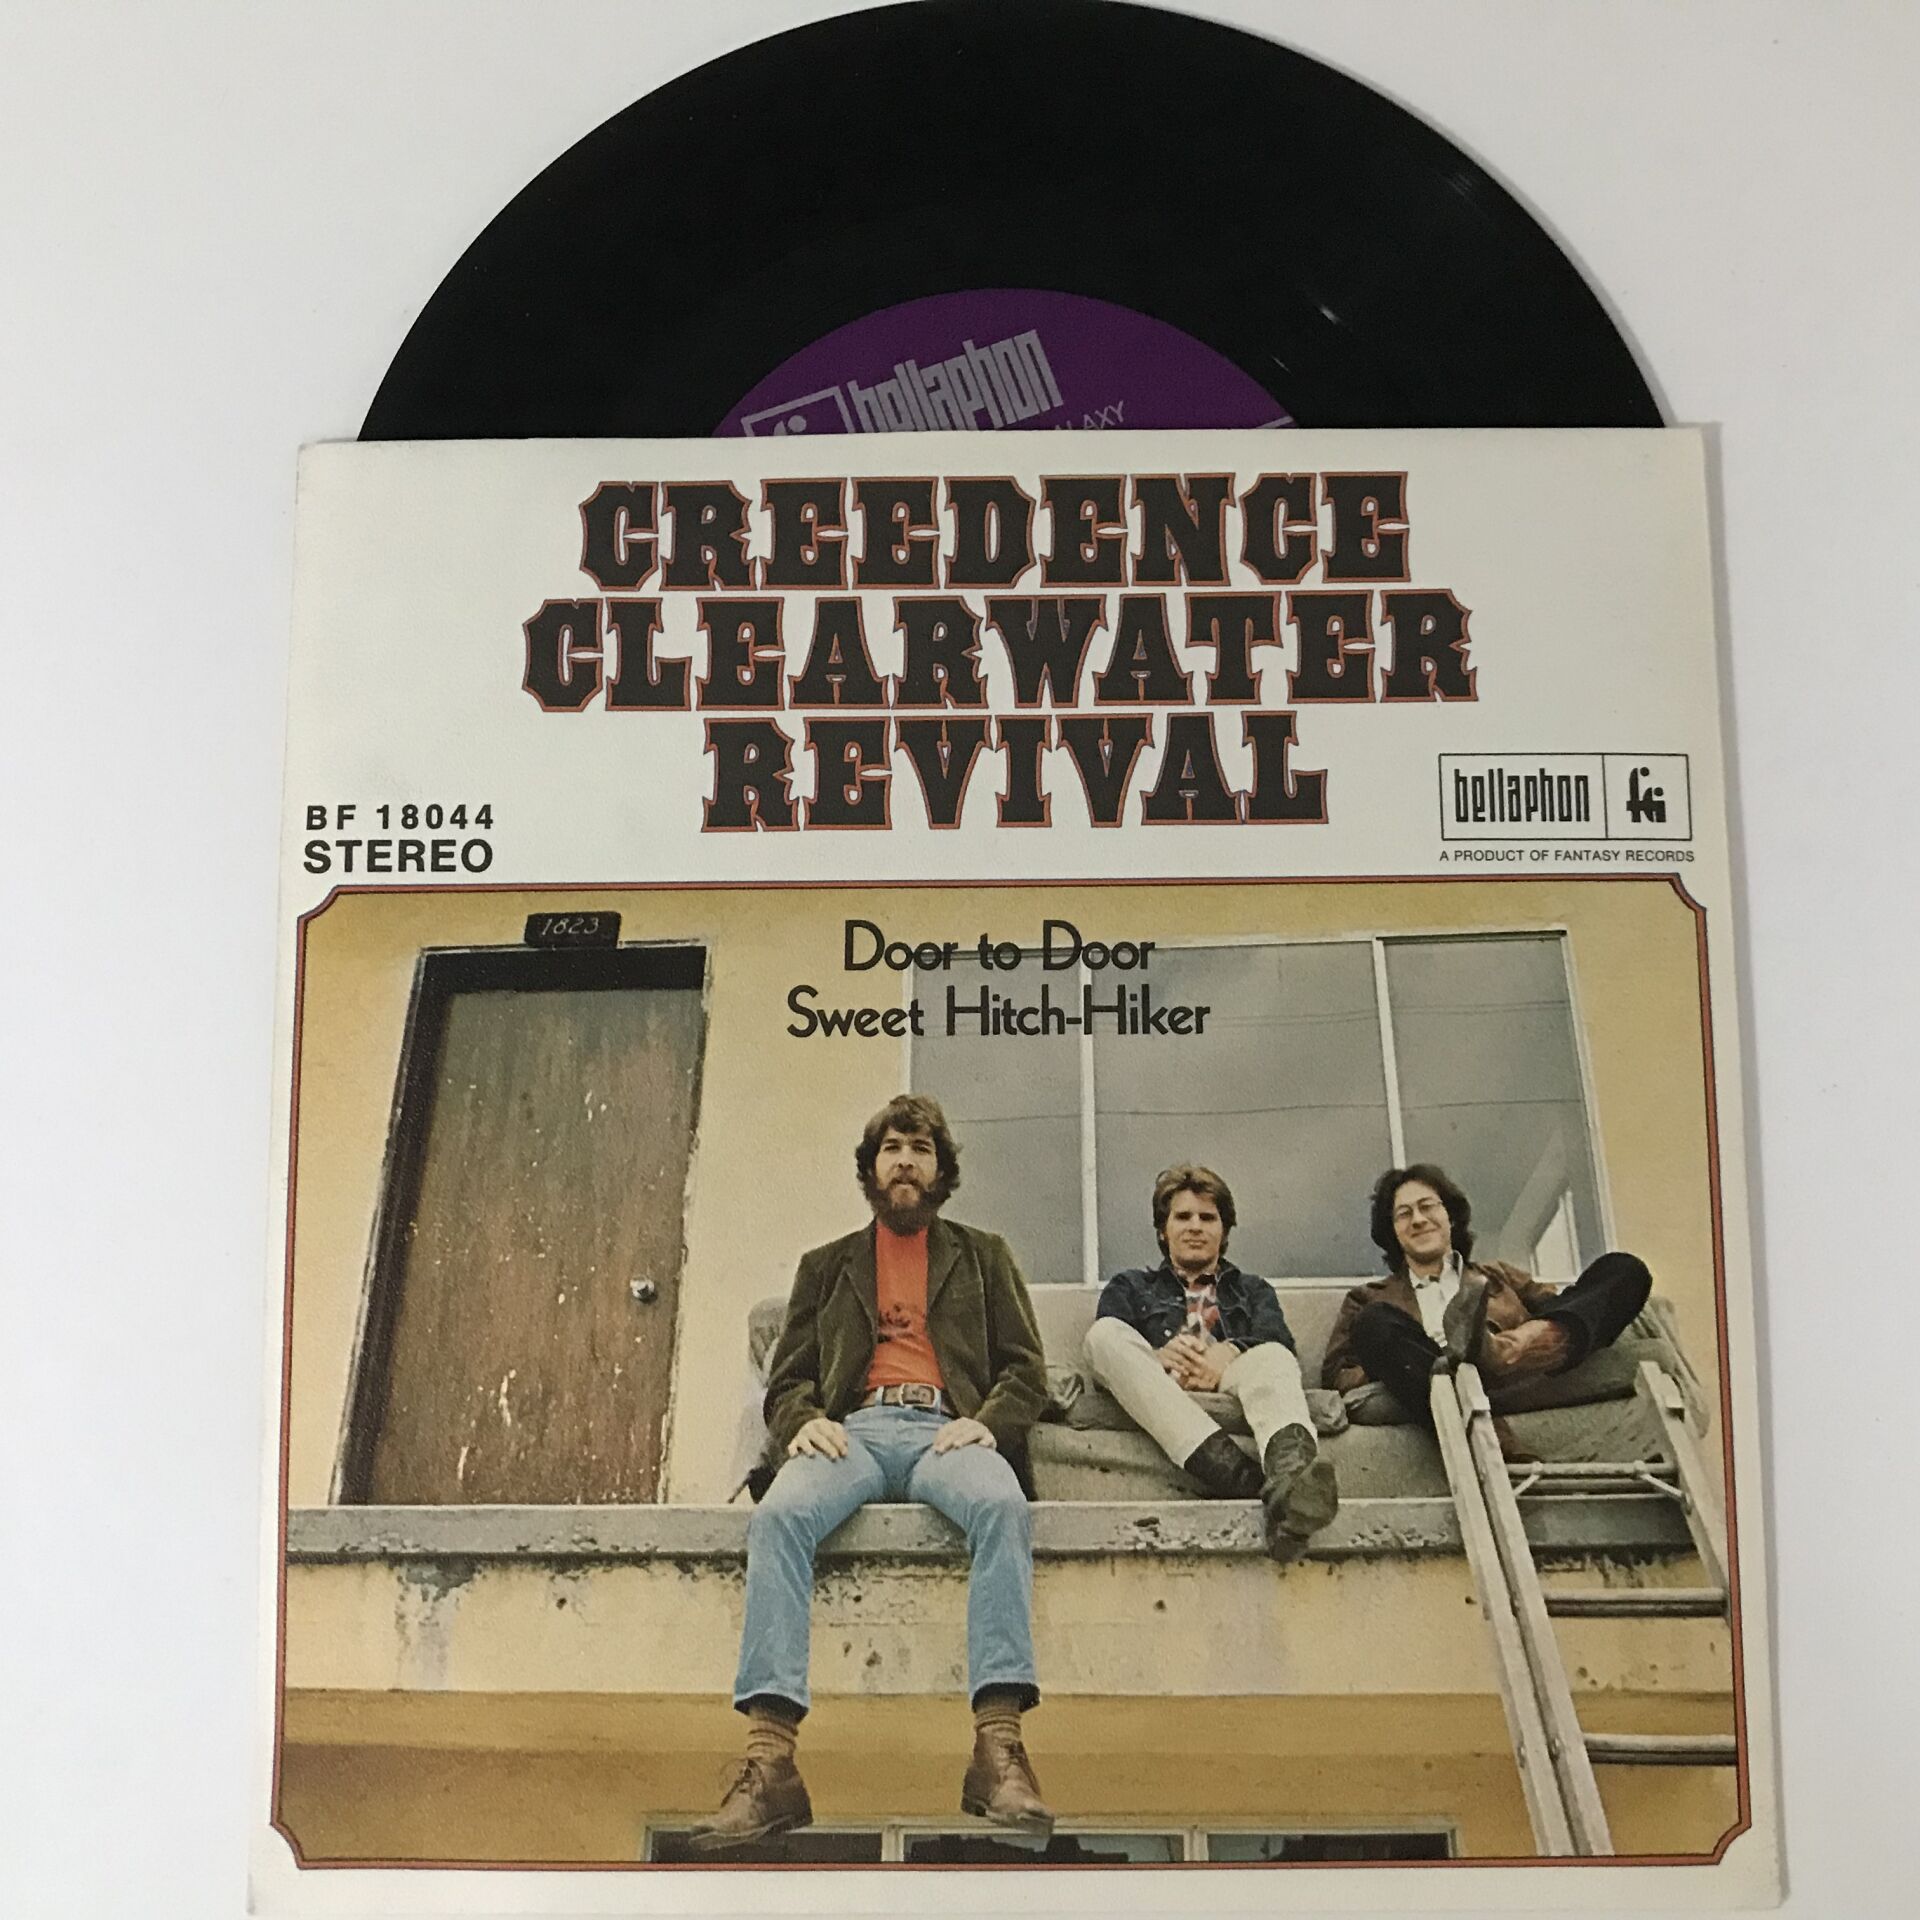 bellaphon
GALAXY
CREEDENCE
CLEARWATER
REVIVAL
BF 18044
STEREO
bellaphon
A PRODUCT OF FANTASY RECORDS
1823
Door to Door
Sweet Hitch-Hiker